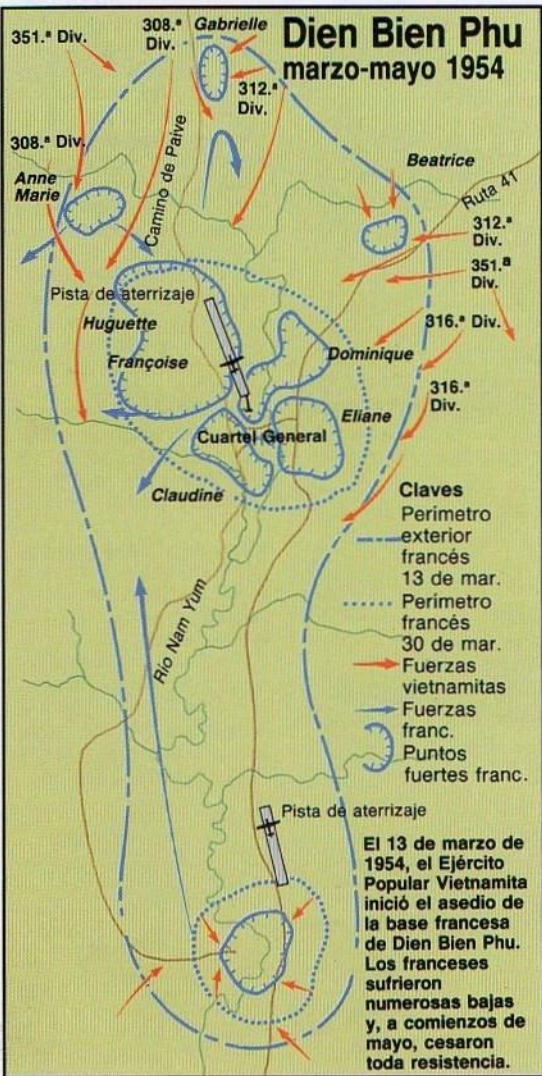 Dien Bien Phu
marzo-mayo 1954
351.ª Div.
308.ª
Div.
Gabrielle
312.ª
Div.
308.ª Div.
Anne
Marie
Camino de Paive
Beatrice
Ruta 41
312.ª
Div.
351.ª
Div.
316.ª Div.
316.ª
Div.
Pista de aterrizaje
Huguette
Françoise
Dominique
Eliane
Cuartel General
Claudine
Rio Nam Yum
Claves
Perimetro
exterior
francés
13 de mar.
Perimetro
francés
30 de mar.
Fuerzas
vietnamitas
Fuerzas
franc.
Puntos
fuertes franc.
Pista de aterrizaje
El 13 de marzo de
1954, el Ejército
Popular Vietnamita
inició el asedio de
la base francesa
de Dien Bien Phu.
Los franceses
sufrieron
numerosas bajas
y, a comienzos de
mayo, cesaron
toda resistencia.